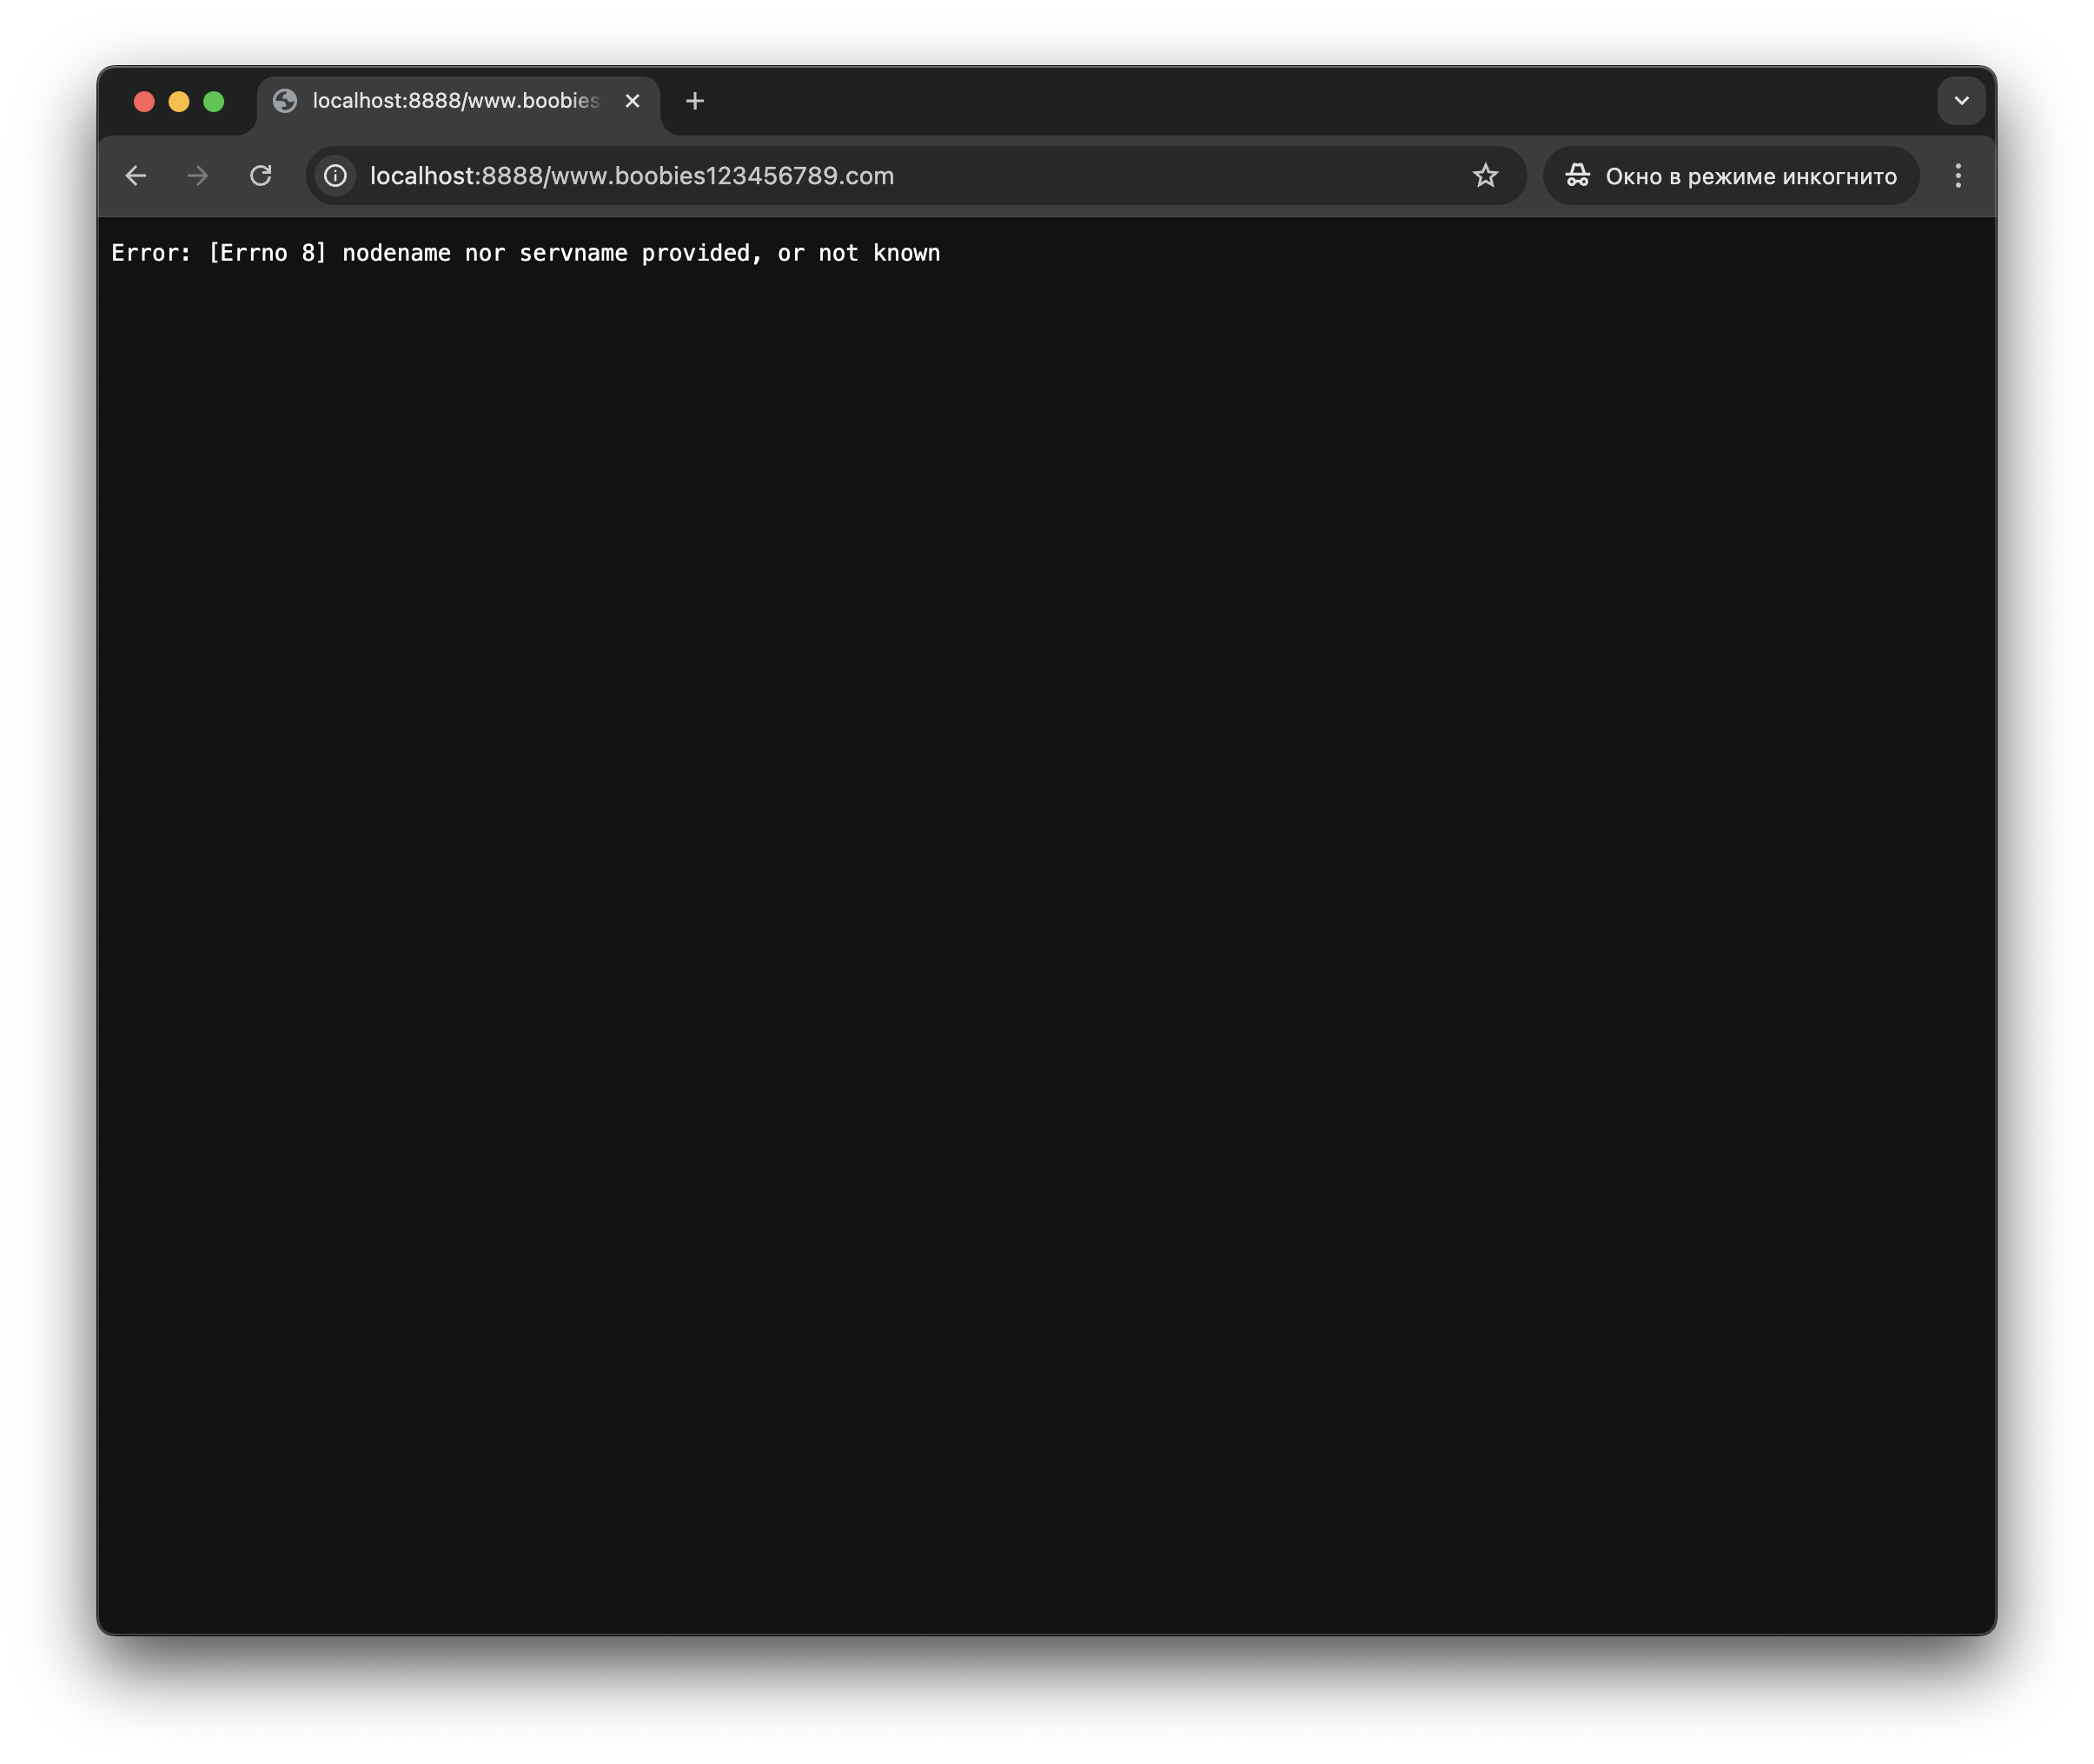 localhost:8888/www.boobies
localhost:8888/www.boobies123456789.com
Окно в режиме инкогнито
Error: [Errno 8] nodename nor servname provided, or not known